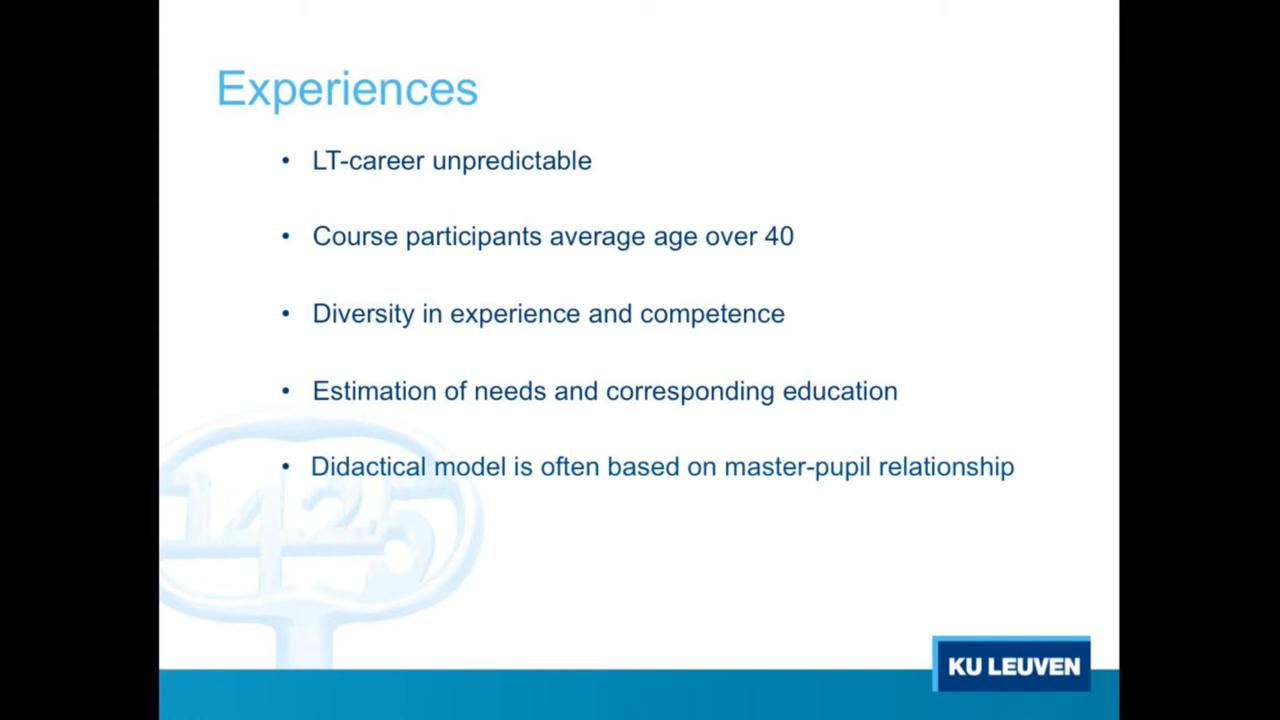 Experiences
• LT-career unpredictable
• Course participants average age over 40
• Diversity in experience and competence
• Estimation of needs and corresponding education
• Didactical model is often based on master-pupil relationship
KU LEUVEN